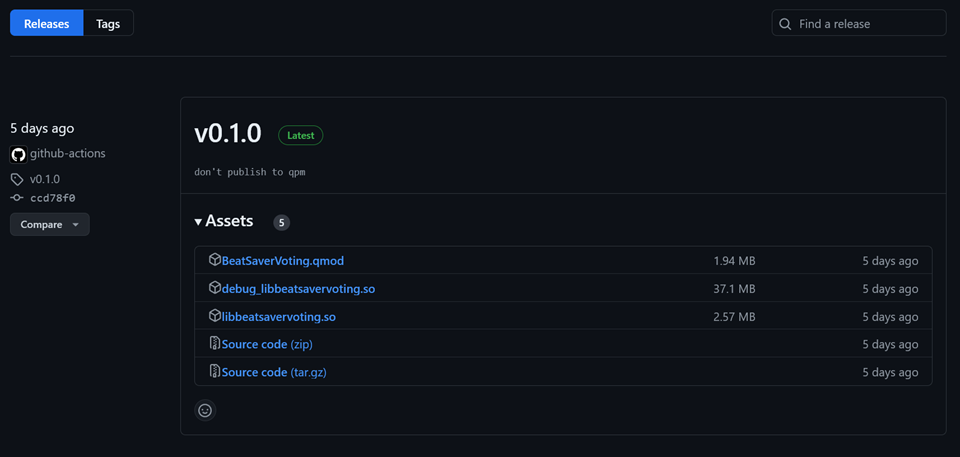 Releases Tags Find a release
5 days ago
github-actions
v0.1.0
ccd78f0
Compare
v0.1.0 Latest
don't publish to qpm
Assets 5
BeatSaverVoting.qmod 1.94 MB 5 days ago
debug_libbeatsavervoting.so 37.1 MB 5 days ago
libbeatsavervoting.so 2.57 MB 5 days ago
Source code (zip) 5 days ago
Source code (tar.gz) 5 days ago